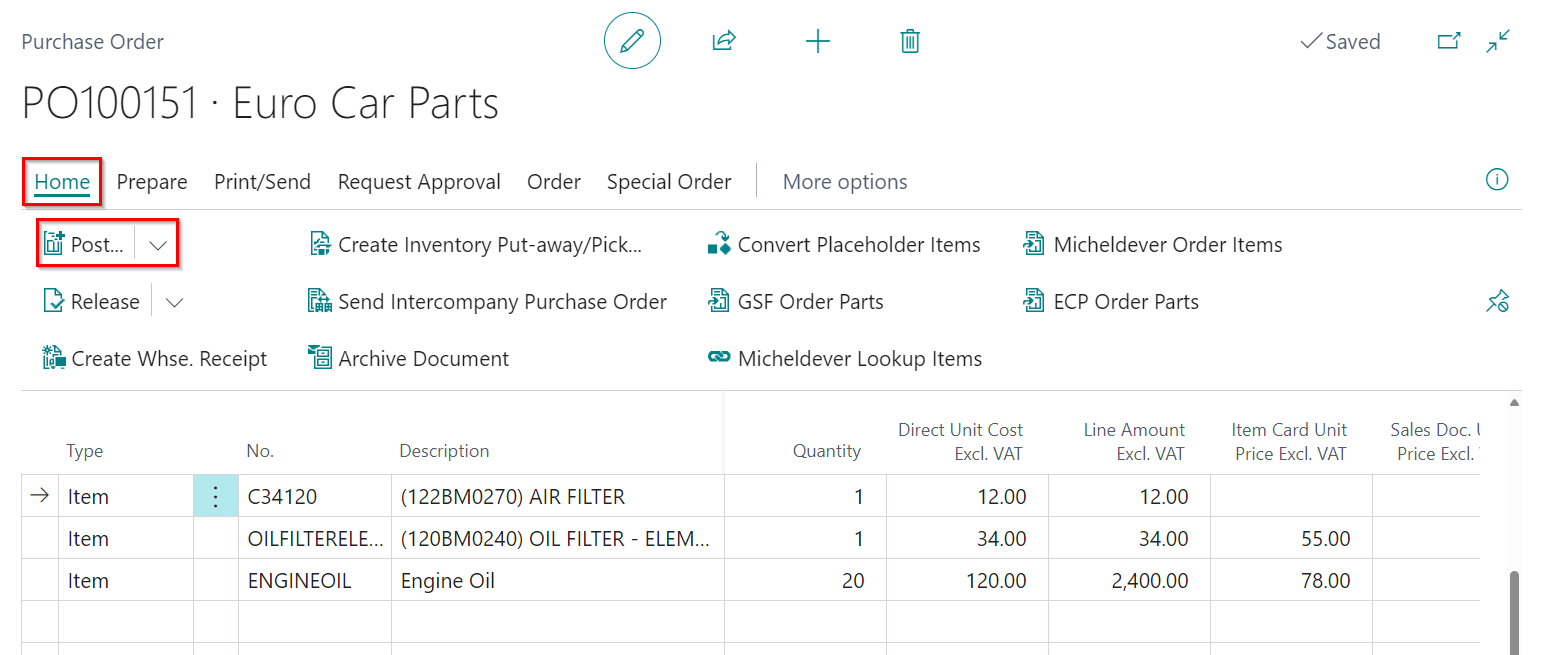 Purchase Order
Saved
PO100151 · Euro Car Parts
Home Prepare Print/Send Request Approval Order Special Order More options
Post... Create Inventory Put-away/Pick... Convert Placeholder Items Micheldever Order Items
Release Send Intercompany Purchase Order GSF Order Parts ECP Order Parts
Create Whse. Receipt Archive Document Micheldever Lookup Items
Direct Unit Cost Line Amount Item Card Unit Sales Doc.
Type No. Description Quantity Excl. VAT Excl. VAT Price Excl. VAT Price Excl.
Item C34120 (122BM0270) AIR FILTER 1 12.00 12.00
Item OILFILTERELE... (120BM0240) OIL FILTER - ELEM... 1 34.00 34.00 55.00
Item ENGINEOIL Engine Oil 20 120.00 2,400.00 78.00